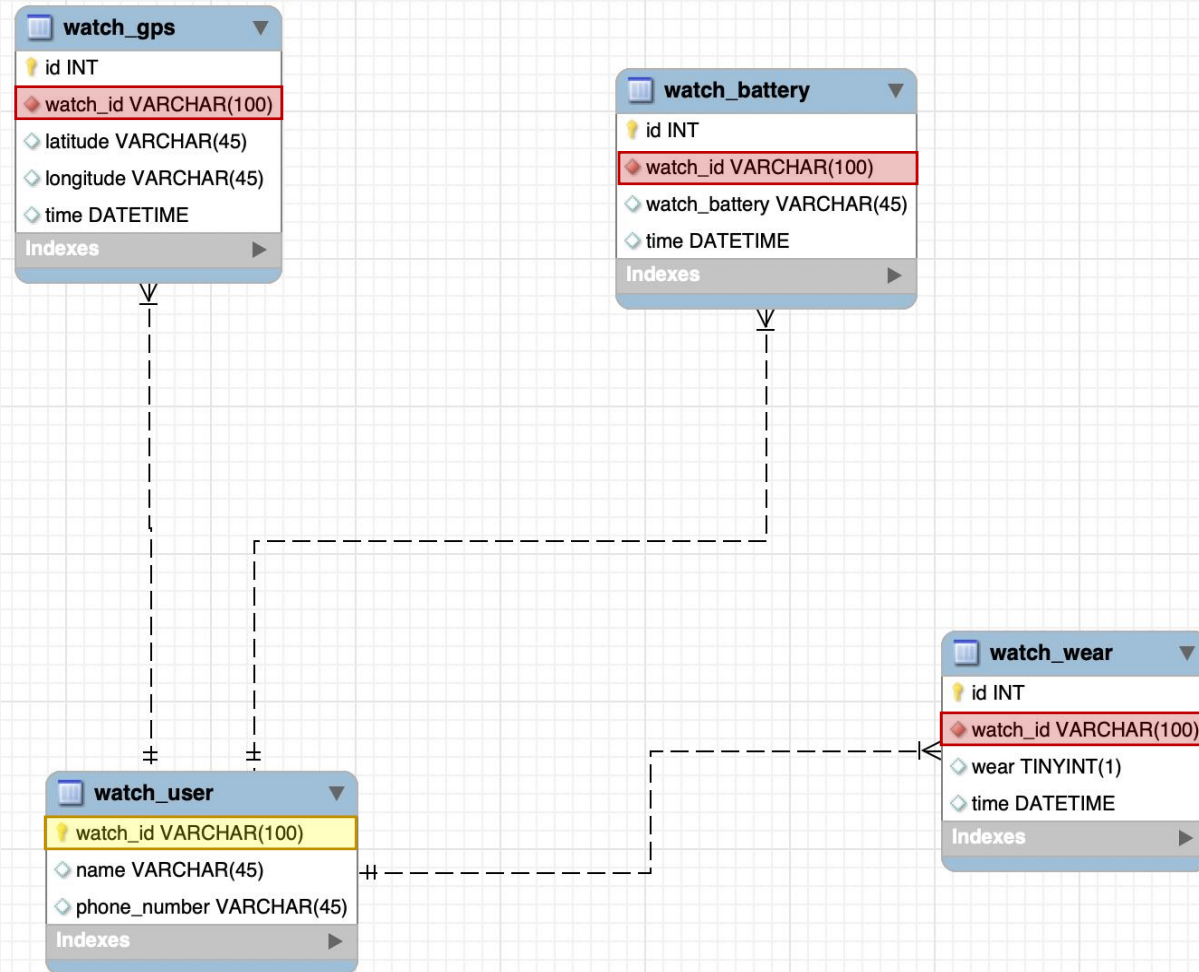 watch_gps
id INT
watch_id VARCHAR(100)
latitude VARCHAR(45)
longitude VARCHAR(45)
time DATETIME
Indexes
watch_battery
id INT
watch_id VARCHAR(100)
watch_battery VARCHAR(45)
time DATETIME
Indexes
watch_wear
id INT
watch_id VARCHAR(100)
wear TINYINT(1)
time DATETIME
Indexes
watch_user
watch_id VARCHAR(100)
name VARCHAR(45)
phone_number VARCHAR(45)
Indexes